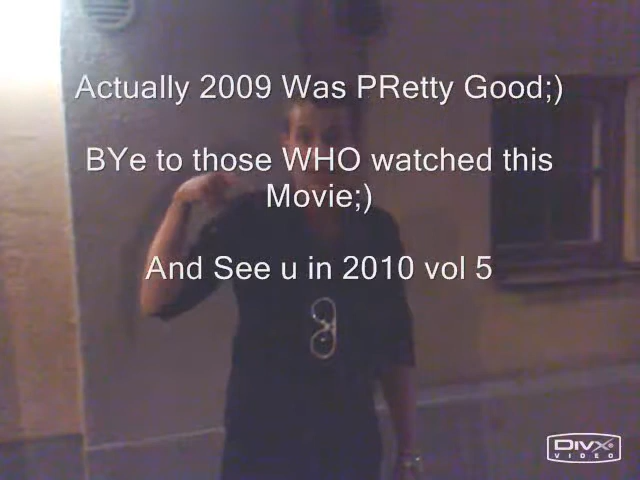 Actually 2009 Was PRetty Good;)
BYe to those WHO watched this
Movie;)
And See u in 2010 vol 5
DIVX
VIDEO